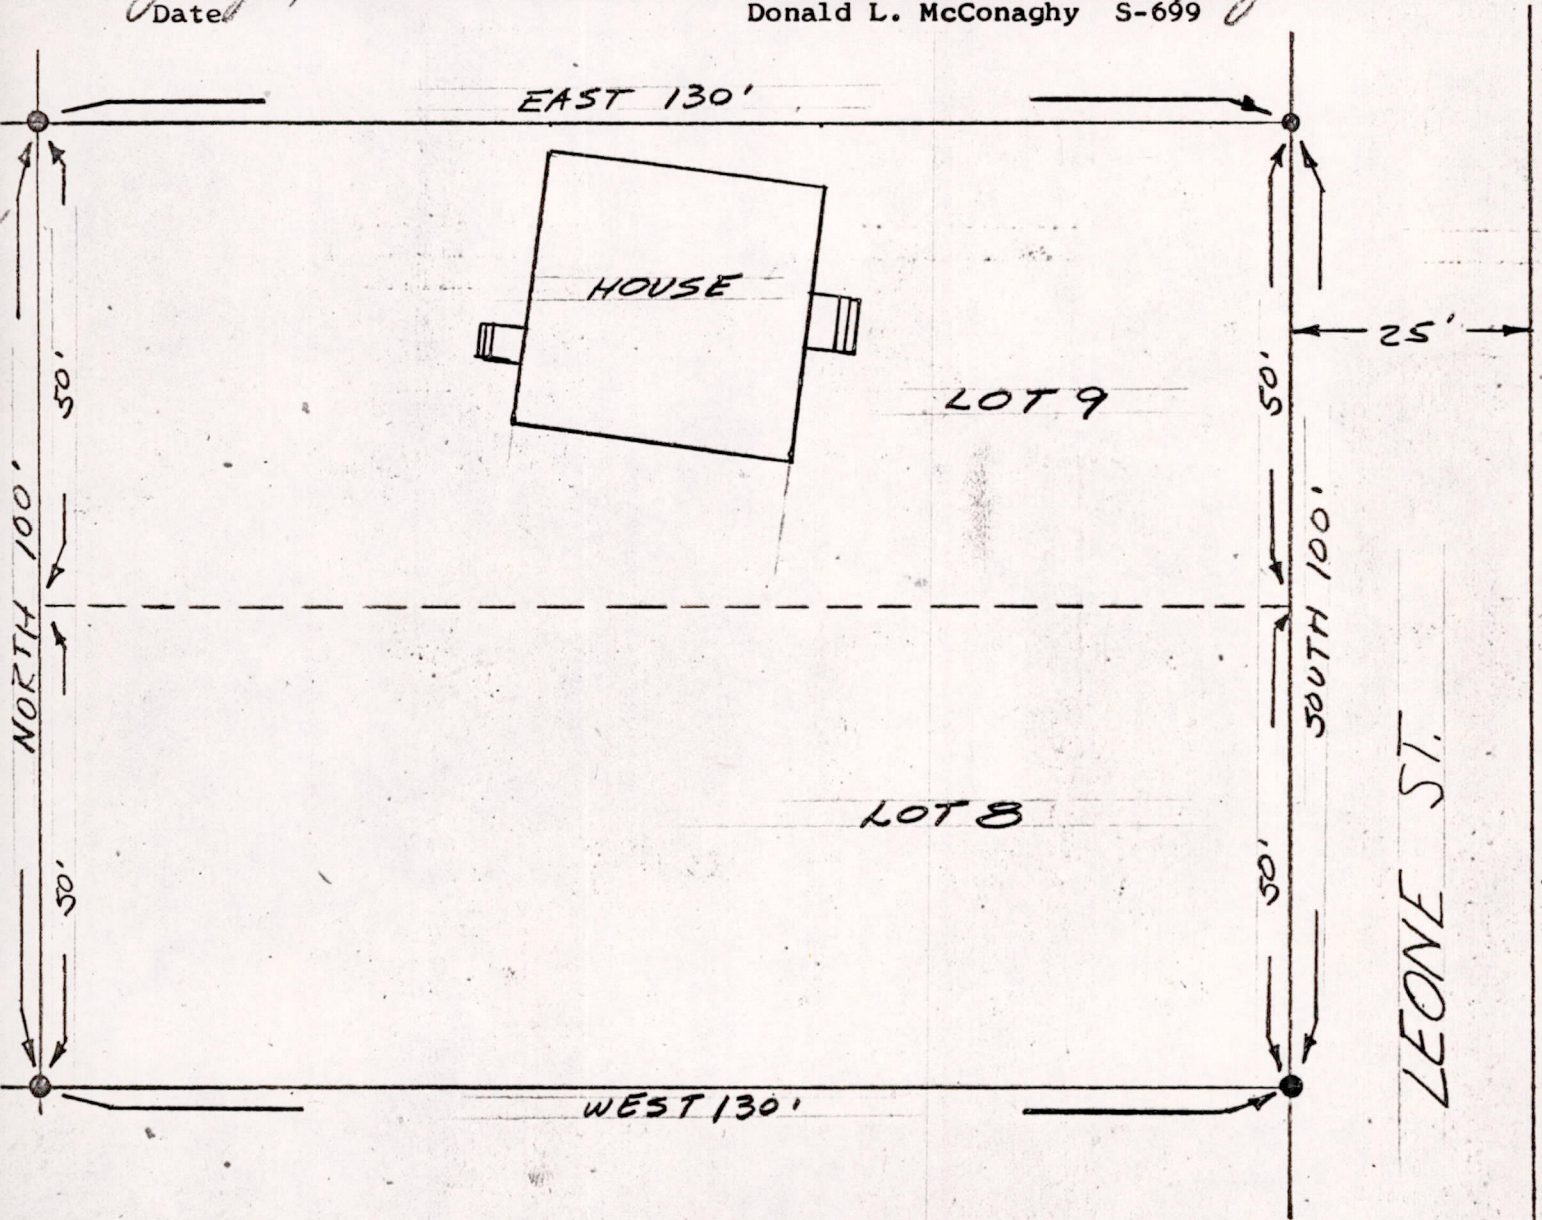 Date
Donald L. McConaghy S-699
EAST 130'
HOUSE
25'
50'
50'
LOT 9
NORTH 100'
SOUTH 100'
LOT 8
50'
50'
LEONE ST.
WEST 130'